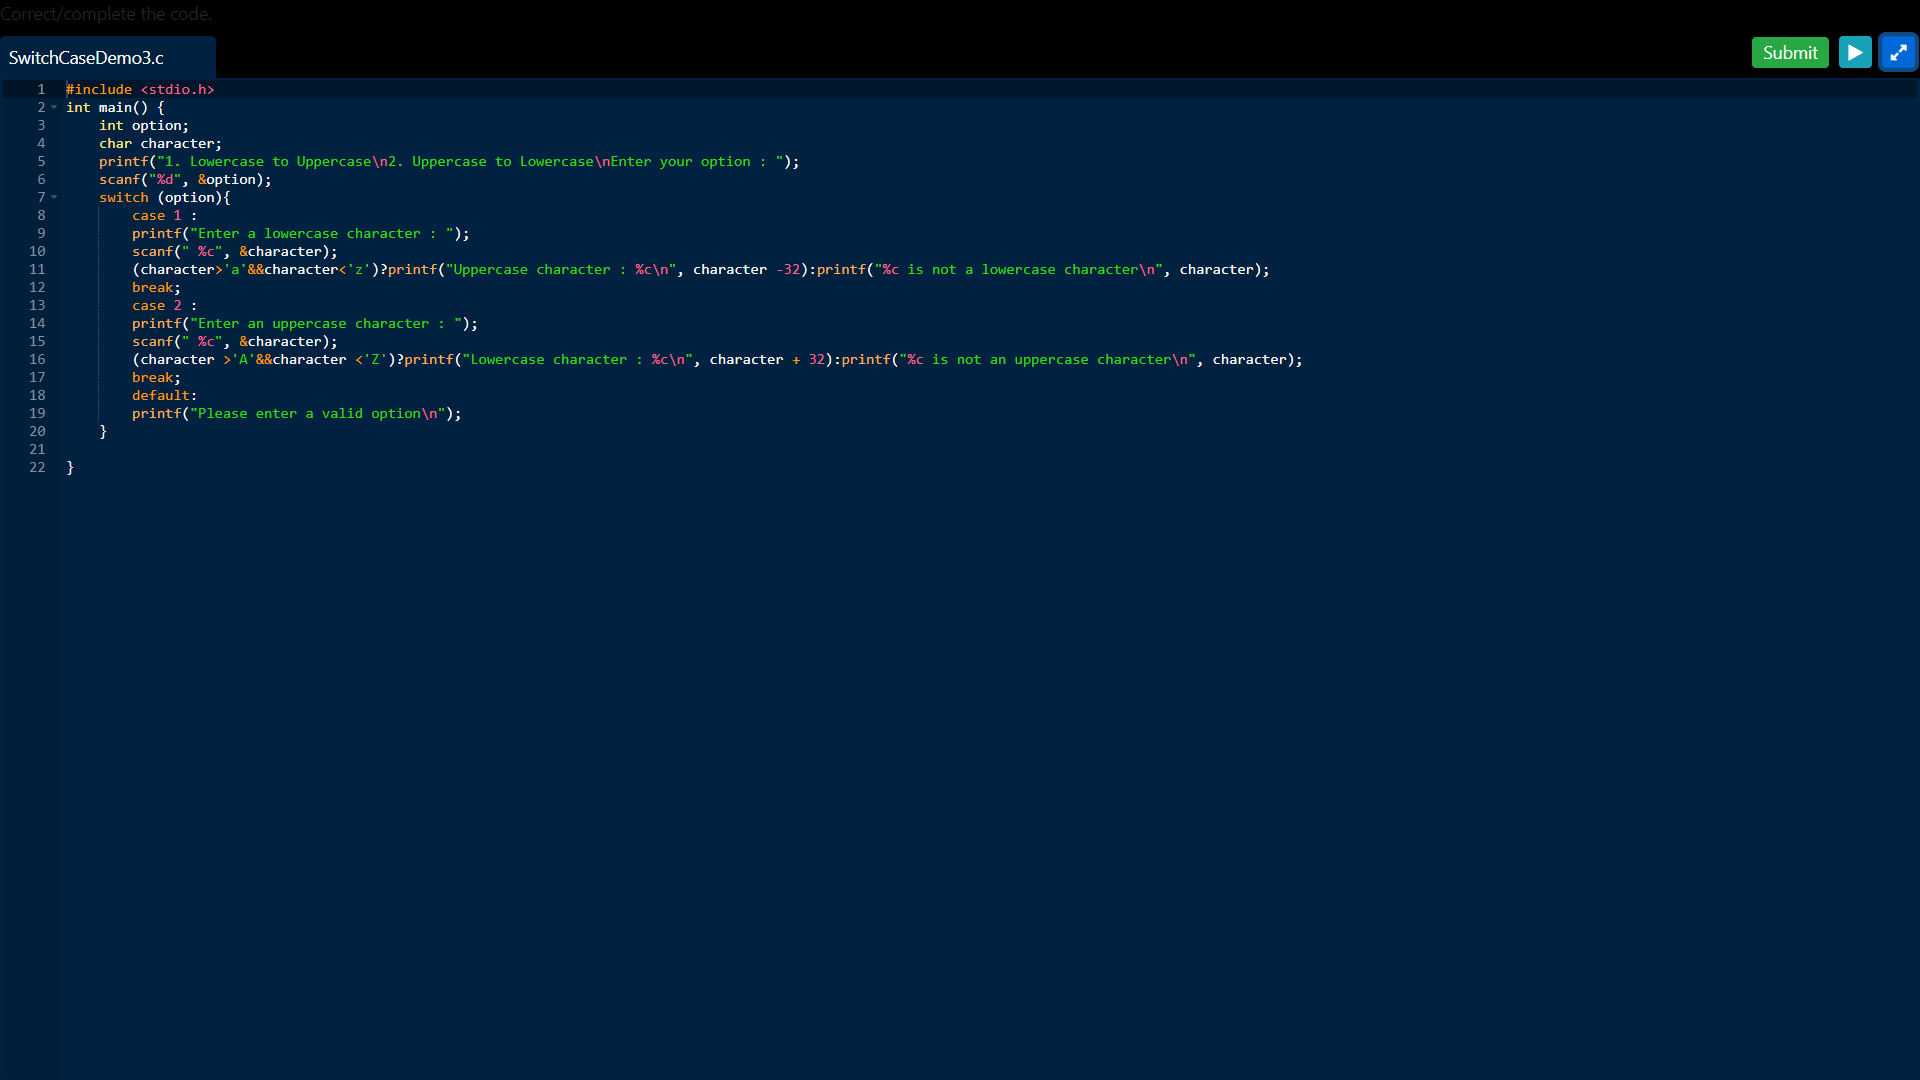 Correct/complete the code.
SwitchCaseDemo3.c
Submit
1 #include <stdio.h>
2 int main() {
3     int option;
4     char character;
5     printf("1. Lowercase to Uppercase\n2. Uppercase to Lowercase\nEnter your option : ");
6     scanf("%d", &option);
7     switch (option){
8         case 1 :
9         printf("Enter a lowercase character : ");
10         scanf(" %c", &character);
11         (character>'a'&&character<'z')?printf("Uppercase character : %c\n", character -32):printf("%c is not a lowercase character\n", character);
12         break;
13         case 2 :
14         printf("Enter an uppercase character : ");
15         scanf(" %c", &character);
16         (character >'A'&&character <'Z')?printf("Lowercase character : %c\n", character + 32):printf("%c is not an uppercase character\n", character);
17         break;
18         default:
19         printf("Please enter a valid option\n");
20     }
21
22 }